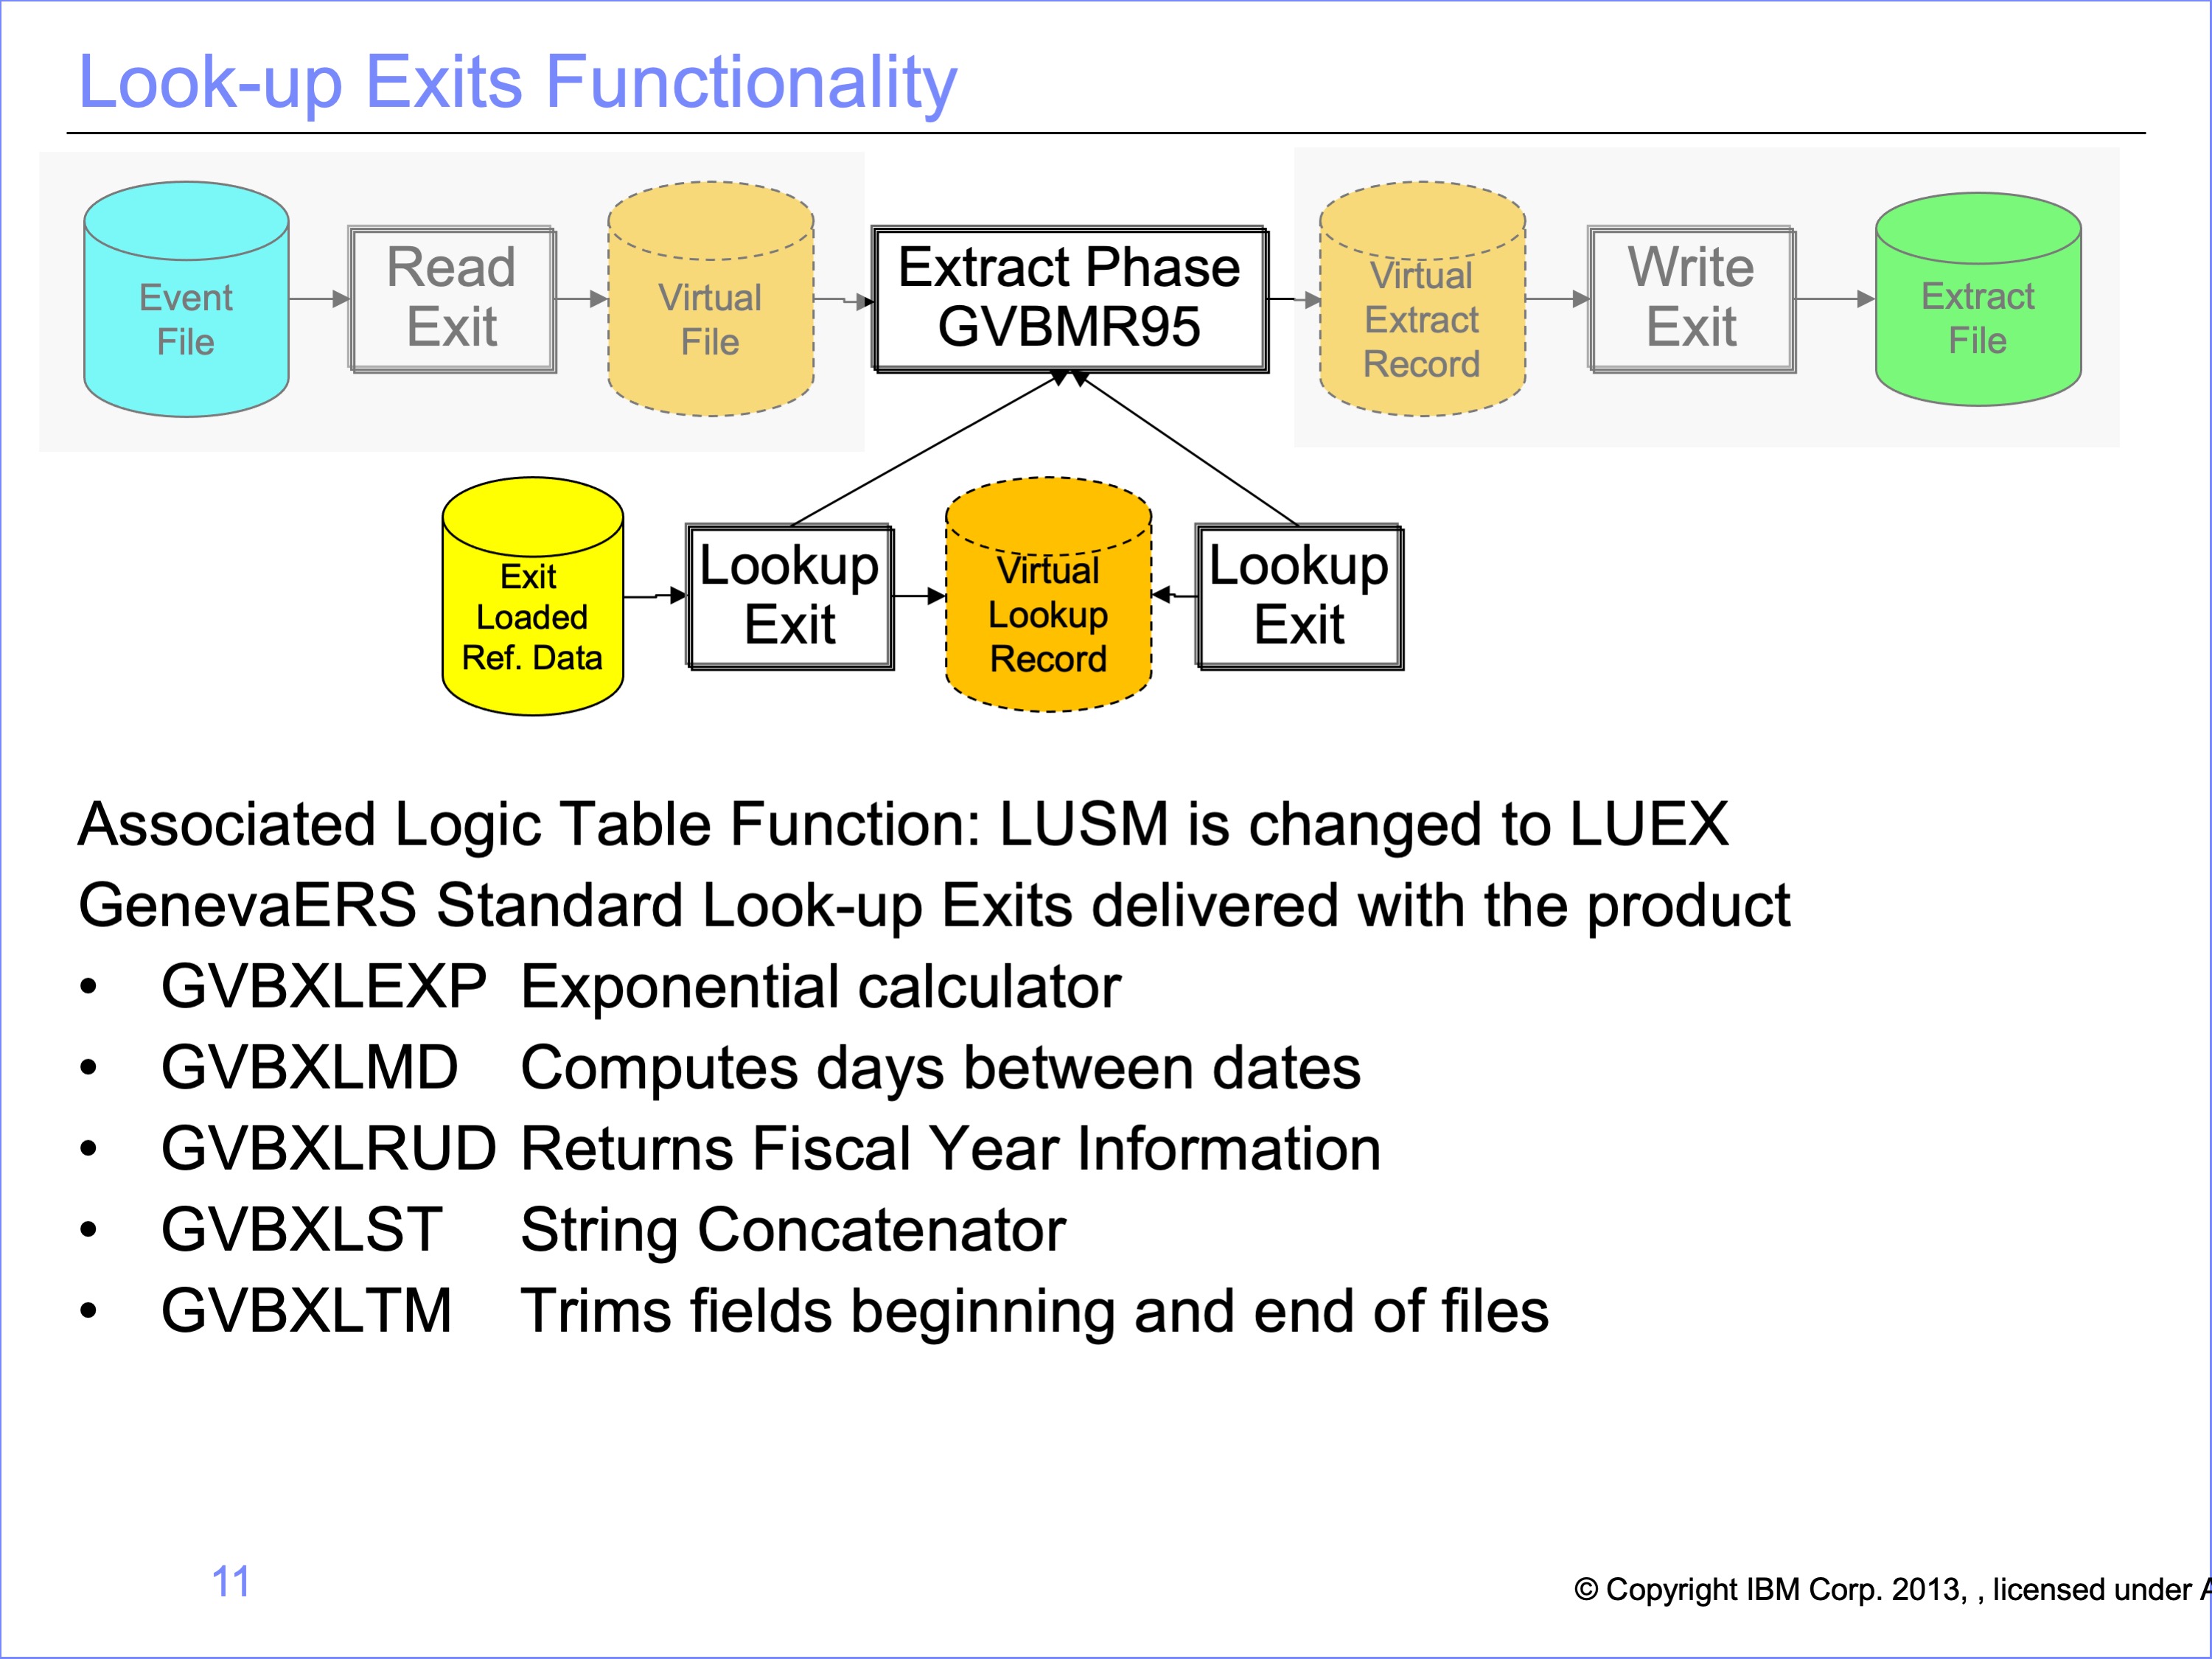 Look-up Exits Functionality
Event
File
Read
Exit
Virtual
File
Extract Phase
GVBMR95
Virtual
Extract
Record
Write
Exit
Extract
File
Exit
Loaded
Ref. Data
Lookup
Exit
Virtual
Lookup
Record
Lookup
Exit
Associated Logic Table Function: LUSM is changed to LUEX
GenevaERS Standard Look-up Exits delivered with the product
• GVBXLEXP Exponential calculator
• GVBXLMD Computes days between dates
• GVBXLRUD Returns Fiscal Year Information
• GVBXLST String Concatenator
• GVBXLTM Trims fields beginning and end of files
11
© Copyright IBM Corp. 2013, , licensed under A